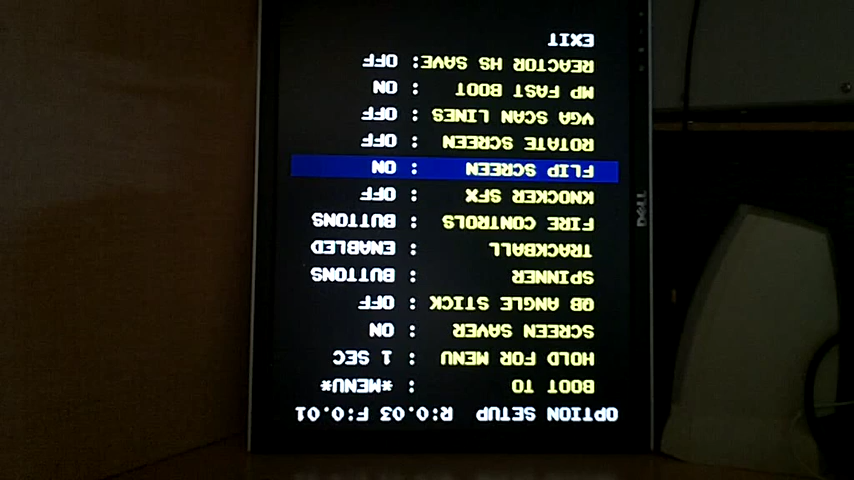 OPTION SETUP R:0.03 F:0.01
BOOT TO : *MENU*
HOLD FOR MENU : 1 SEC
SCREEN SAVER : ON
QB ANGLE STICK : OFF
SPINNER : BUTTONS
TRACKBALL : ENABLED
FIRE CONTROLS : BUTTONS
KNOCKER SFX : OFF
FLIP SCREEN : ON
ROTATE SCREEN : OFF
VGA SCAN LINES : OFF
MP FAST BOOT : ON
REACTOR HS SAVE: OFF
EXIT
DELL